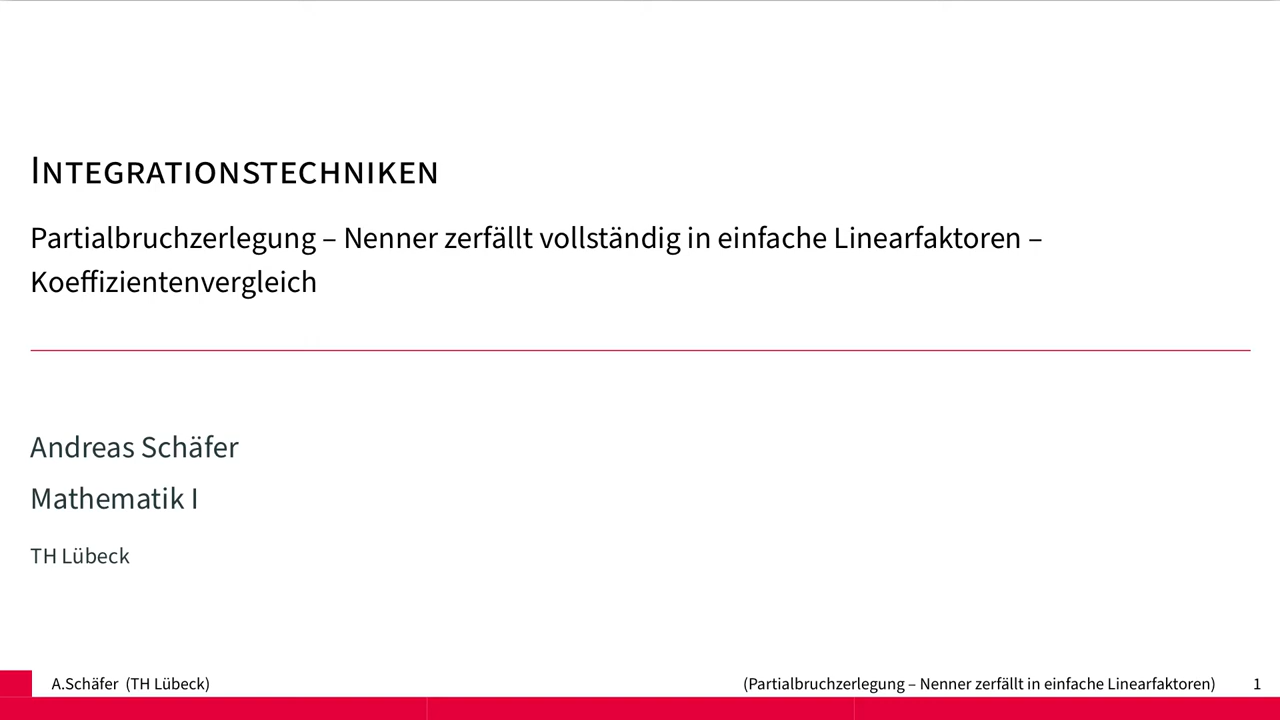 Integrationstechniken
Partialbruchzerlegung – Nenner zerfällt vollständig in einfache Linearfaktoren –
Koeffizientenvergleich
Andreas Schäfer
Mathematik I
TH Lübeck
A.Schäfer (TH Lübeck)
(Partialbruchzerlegung – Nenner zerfällt in einfache Linearfaktoren)
1